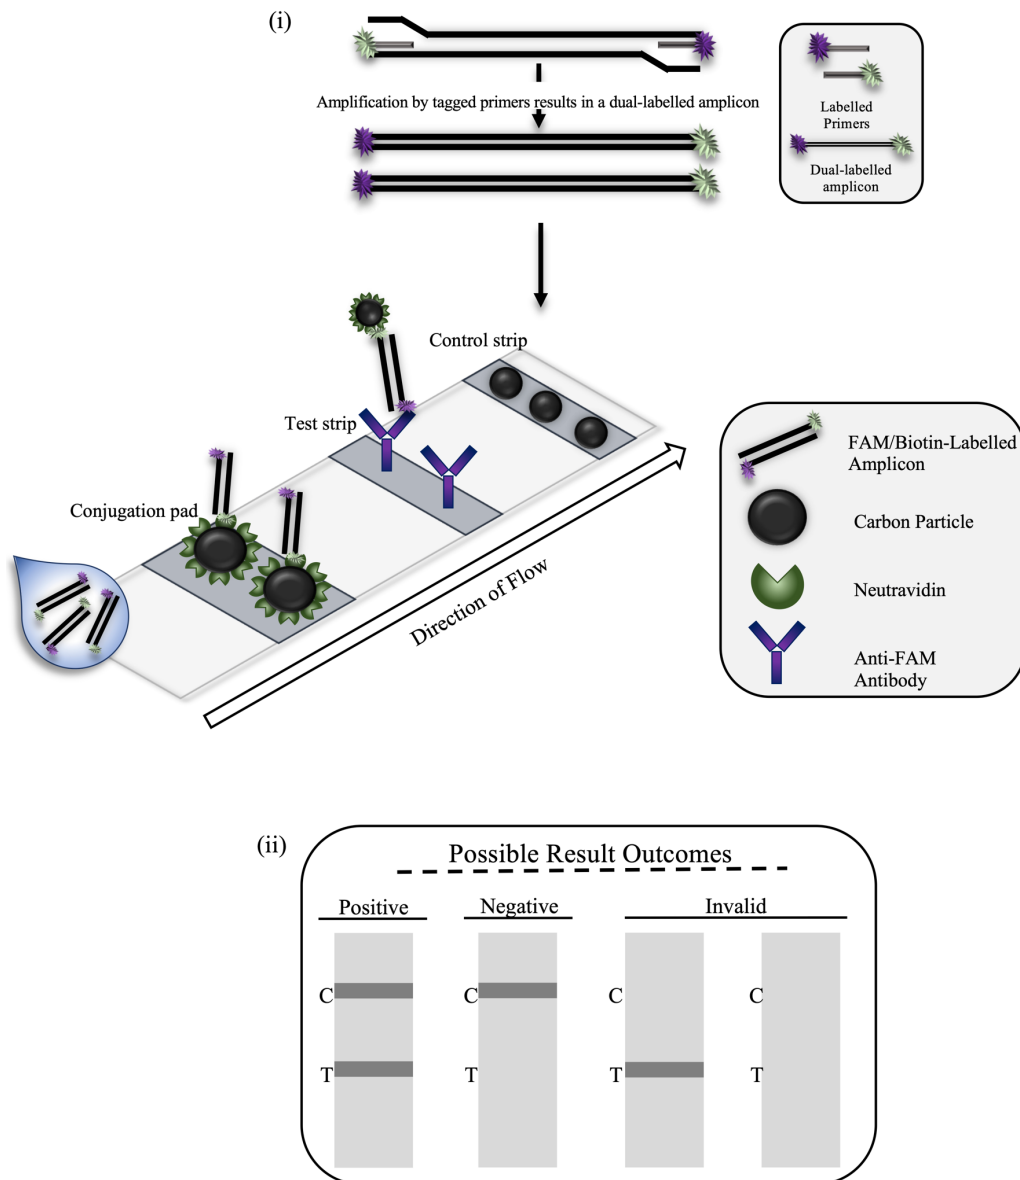 (i)
Amplification by tagged primers results in a dual-labelled amplicon
Labelled
Primers
Dual-labelled
amplicon
Control strip
Test strip
Conjugation pad
Direction of Flow
FAM/Biotin-Labelled
Amplicon
Carbon Particle
Neutravidin
Anti-FAM
Antibody
(ii)
Possible Result Outcomes
Positive
Negative
Invalid
C
C
C
C
T
T
T
T